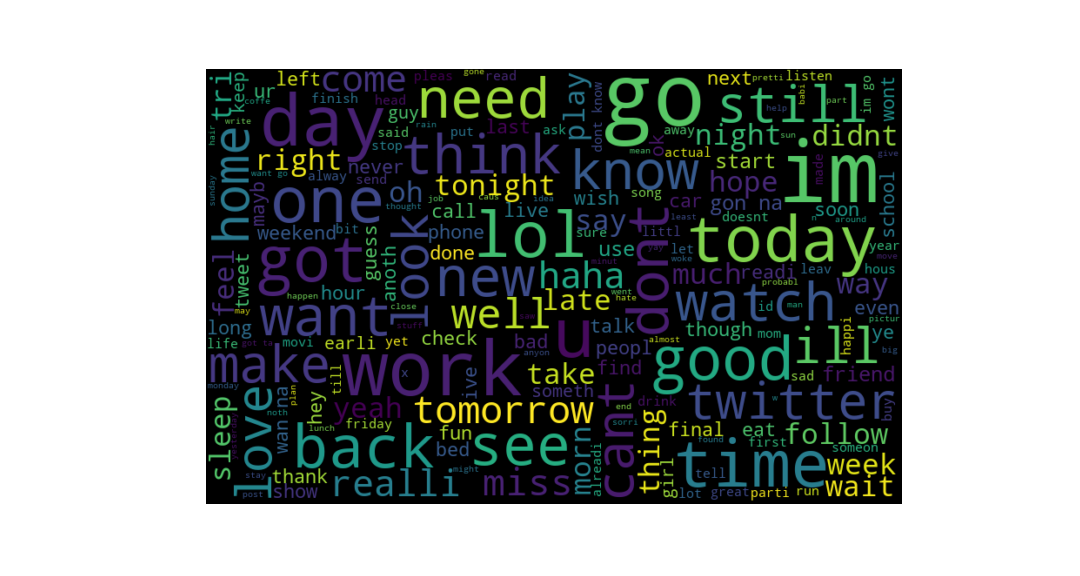 tri
keep
coffe
ur
left
come
pleas
gone
read
play
go
next
pretti
listen
im go
wont
write
finish
head
need
know
still
babi
part
help
hair
day
guy
rain
put
last
ask
dont
away
night
sun
didnt
home
said
stop
think
ok
actual
mean
start
made
im
give
right
never
want go
alway
send
tonight
know
hope
school
sunday
mayb
one
oh
job
caus
idea
wish
song
car
gon na
soon
thought
call
live
say
least
doesnt
n
around
weekend
bit
guess
look
phone
lol
sure
littl
today
year
feel
got
anoth
done
use
yay
let
woke
move
tweet
happen
hour
new
haha
dont
much
readi
leav
way
hous
minut
probabl
may
want
close
well
late
went
hate
watch
id
man
even
pictur
long
stuff
saw
u
talk
though
mom
happi
ye
life
got ta
movi
earli
yet
check
bad
peopl
almost
good
ill
big
monday
make
till
x
work
ive
anyon
take
find
sad
friend
love
plan
someth
noth
wan na
hey
yeah
tomorrow
cant
end
drink
twitter
w
buy
sleep
yesterday
lunch
friday
fun
sorri
thing
final
eat
first
follow
back
bed
see
morn
alreadi
girl
found
time
someon
stay
thank
might
tell
week
post
show
realli
miss
alot
great
parti
run
wait